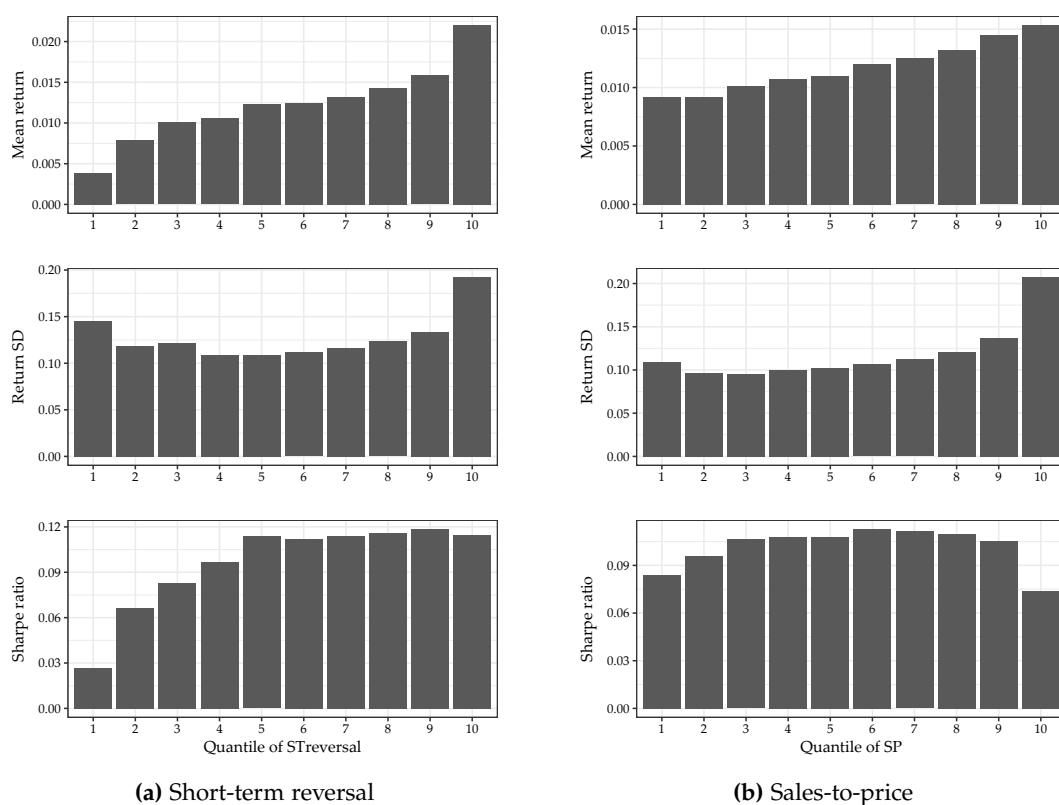 Mean return
0.020
0.015
0.010
0.005
0.000
1 2 3 4 5 6 7 8 9 10
Return SD
0.20
0.15
0.10
0.05
0.00
1 2 3 4 5 6 7 8 9 10
Sharpe ratio
0.12
0.09
0.06
0.03
0.00
1 2 3 4 5 6 7 8 9 10
Quantile of STreversal
(a) Short-term reversal
Mean return
0.015
0.010
0.005
0.000
1 2 3 4 5 6 7 8 9 10
Return SD
0.20
0.15
0.10
0.05
0.00
1 2 3 4 5 6 7 8 9 10
Sharpe ratio
0.09
0.06
0.03
0.00
1 2 3 4 5 6 7 8 9 10
Quantile of SP
(b) Sales-to-price